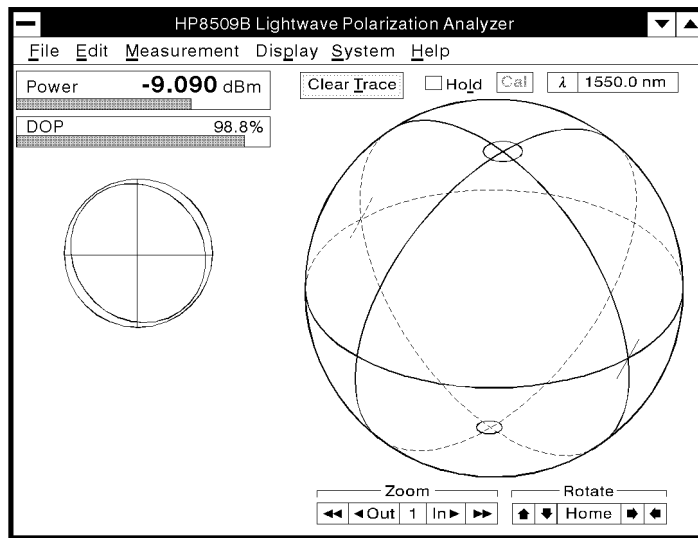 HP8509B Lightwave Polarization Analyzer
File Edit Measurement Display System Help
Power -9.090 dBm
Clear Trace Hold Cal λ 1550.0 nm
DOP 98.8%
Zoom Rotate
Out 1 In Home